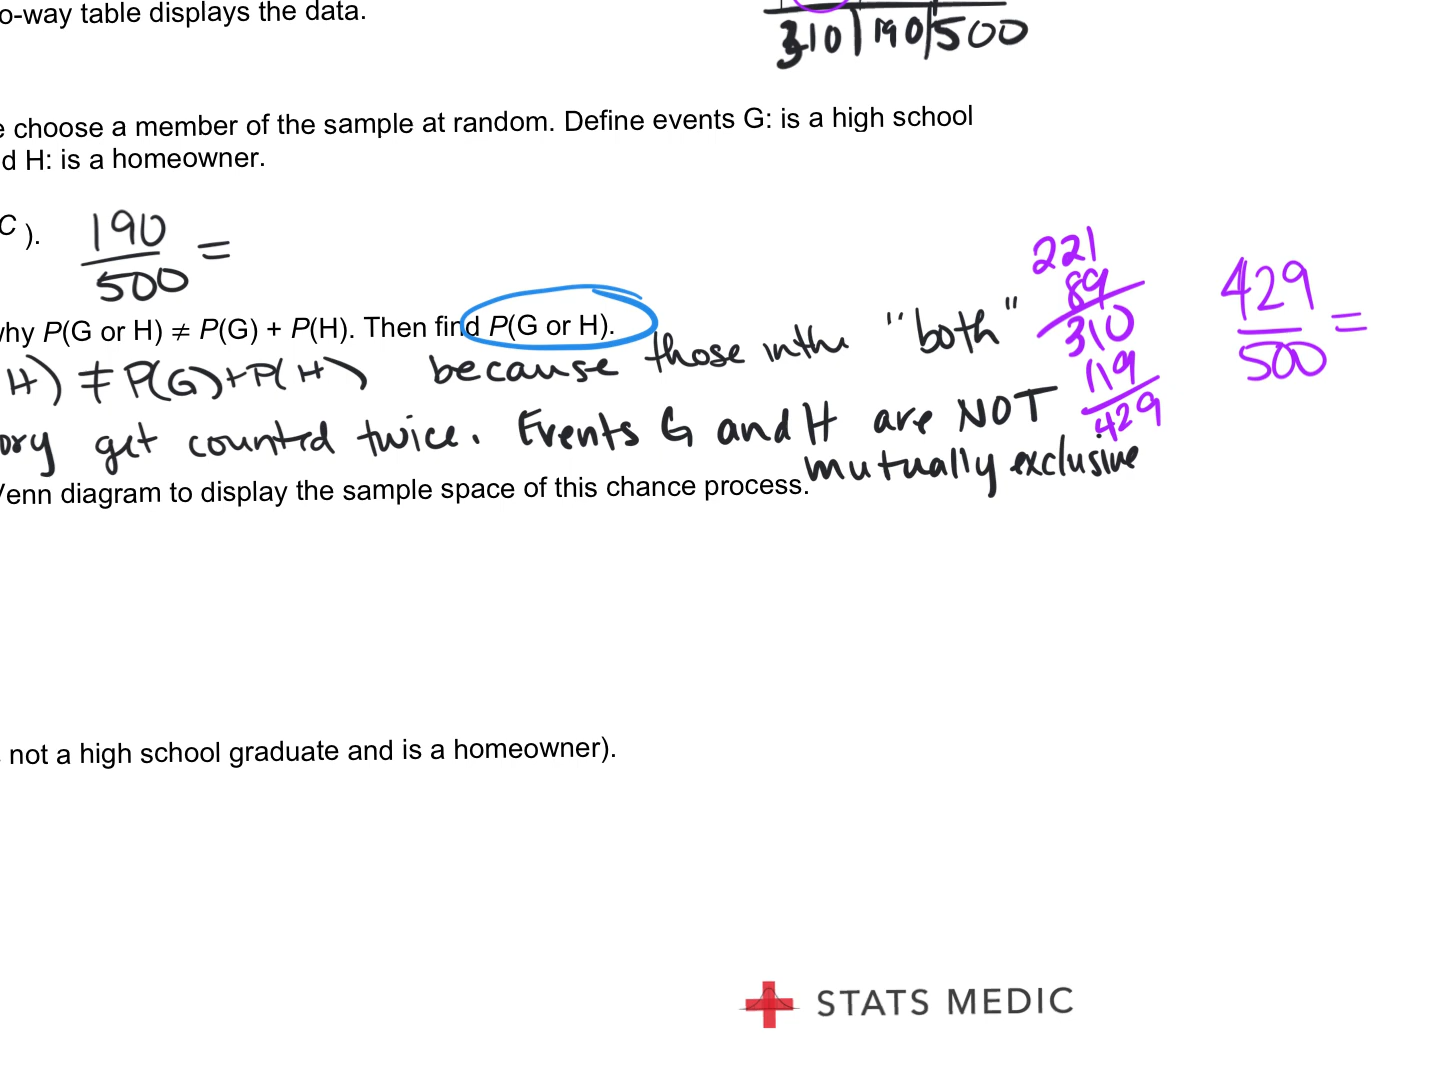 o-way table displays the data.
310 | 190 | 500
e choose a member of the sample at random. Define events G: is a high school
d H: is a homeowner.
C ). 190/500 =
221
89
310
119
429
429/500 =
why P(G or H) ≠ P(G) + P(H). Then find P(G or H).
H) ≠ P(G)+P(H) because those in the "both"
ory get counted twice. Events G and H are NOT
mutually exclusive
Venn diagram to display the sample space of this chance process.
not a high school graduate and is a homeowner).
STATS MEDIC